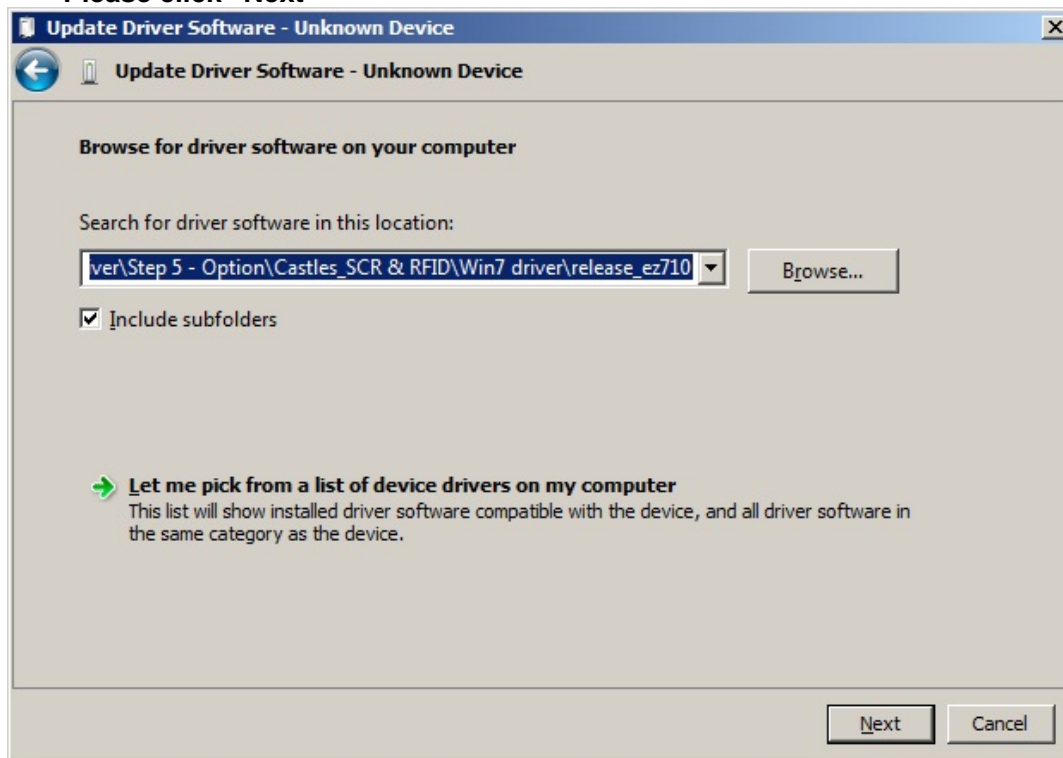 Please click "Next"
Update Driver Software - Unknown Device
Update Driver Software - Unknown Device
Browse for driver software on your computer
Search for driver software in this location:
ver\Step 5 - Option\Castles_SCR & RFID\Win7 driver\release_ez710
Browse...
Include subfolders
Let me pick from a list of device drivers on my computer
This list will show installed driver software compatible with the device, and all driver software in
the same category as the device.
Next
Cancel